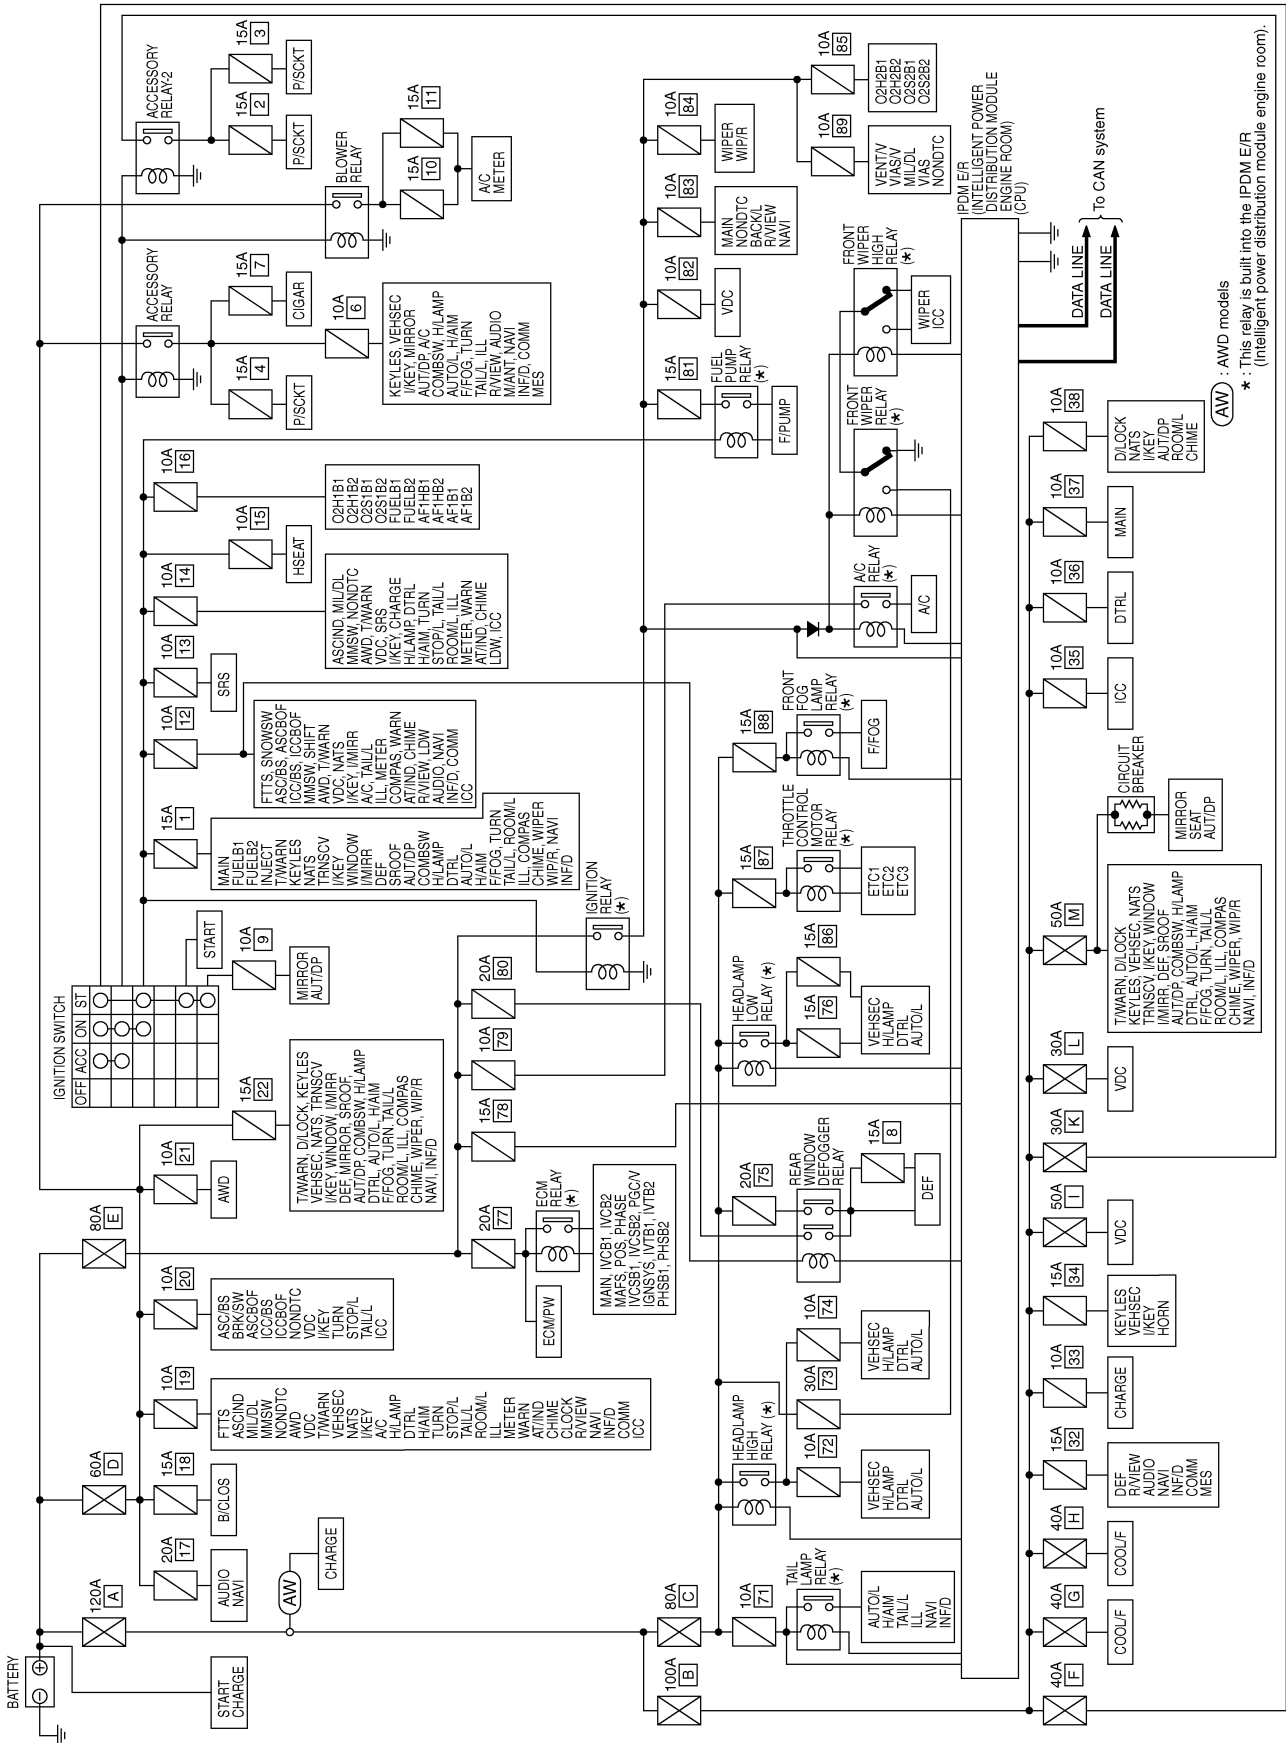 BATTERY
START
CHARGE
120A
A
60A
D
80A
E
20A
17
AUDIO
NAVI
15A
18
B/CLOS
10A
19
FTTS
ASCIND
MIL/DL
MMSW
NONDTC
AWD
VDC
T/WARN
VEHSEC
NATS
I/KEY
A/C
H/LAMP
DTRL
H/AIM
TURN
STOP/L
TAIL/L
ROOM/L
ILL
METER
WARN
AT/IND
CHIME
CLOCK
R/VIEW
NAVI
INF/D
COMM
ICC
10A
20
ASC/BS
BRK/SW
ASCBOF
ICC/BS
ICCBOF
NONDTC
VDC
I/KEY
TURN
STOP/L
TAIL/L
ICC
10A
21
AWD
15A
22
T/WARN, D/LOCK, KEYLES
VEHSEC, NATS, TRNSCV
I/KEY, WINDOW, I/MIRR
DEF, MIRROR, SROOF,
AUT/DP, COMBSW, H/LAMP
DTRL, AUTO/L, H/AIM
F/FOG, TURN, TAIL/L
ROOM/L, ILL, COMPAS
CHIME, WIPER, WIP/R
NAVI, INF/D
IGNITION SWITCH
OFF ACC ON ST
START
10A
9
MIRROR
AUT/DP
15A
1
MAIN
FUELB1
FUELB2
INJECT
T/WARN
KEYLES
NATS
TRNSCV
I/KEY
WINDOW
I/MIRR
DEF
SROOF
AUT/DP
COMBSW
H/LAMP
DTRL
AUTO/L
H/AIM
F/FOG, TURN
TAIL/L, ROOM/L
ILL, COMPAS
CHIME, WIPER
WIP/R, NAVI
INF/D
10A
12
FTTS, SNOWSW
ASC/BS, ASCBOF
ICC/BS, ICCBOF
MMSW, SHIFT
AWD, T/WARN
VDC, NATS
I/KEY, I/MIRR
A/C, TAIL/L
ILL, METER
COMPAS, WARN
AT/IND, CHIME
R/VIEW, LDW
AUDIO, NAVI
INF/D, COMM
ICC
10A
13
SRS
10A
14
ASCIND, MIL/DL
MMSW, NONDTC
AWD, T/WARN
VDC, SRS
I/KEY, CHARGE
H/LAMP, DTRL
H/AIM, TURN
STOP/L, TAIL/L
ROOM/L, ILL
METER, WARN
AT/IND, CHIME
LDW, ICC
10A
15
HSEAT
10A
16
O2H1B1
O2H1B2
O2S1B1
O2S1B2
FUELB1
FUELB2
AF1HB1
AF1HB2
AF1B1
AF1B2
ACCESSORY
RELAY
15A
4
P/SCKT
15A
7
CIGAR
10A
6
KEYLES, VEHSEC
I/KEY, MIRROR
AUT/DP, A/C
COMBSW, H/LAMP
AUTO/L, H/AIM
F/FOG, TURN
TAIL/L, ILL
R/VIEW, AUDIO
M/ANT, NAVI
INF/D, COMM
MES
ACCESSORY
RELAY-2
15A
2
P/SCKT
15A
3
P/SCKT
BLOWER
RELAY
15A
10
15A
11
A/C
METER
AW
CHARGE
20A
77
ECM/PW
ECM
RELAY
(*)
MAIN, IVCB1, IVCB2
MAFS, POS, PHASE
IVCSB1, IVCSB2, PGC/V
IGNSYS, IVTB1, IVTB2
PHSB1, PHSB2
15A
78
10A
79
20A
80
IGNITION
RELAY
(*)
15A
81
FUEL
PUMP
RELAY
(*)
F/PUMP
10A
82
VDC
10A
83
MAIN
NONDTC
BACK/L
R/VIEW
NAVI
10A
84
WIPER
WIP/R
10A
89
VENT/V
VIAS/V
MIL/DL
VIAS
NONDTC
10A
85
O2H2B1
O2H2B2
O2S2B1
O2S2B2
100A
B
80A
C
10A
71
TAIL
LAMP
RELAY
(*)
AUTO/L
H/AIM
TAIL/L
ILL
NAVI
INF/D
HEADLAMP
HIGH
RELAY (*)
10A
72
VEHSEC
H/LAMP
DTRL
AUTO/L
30A
73
10A
74
VEHSEC
H/LAMP
DTRL
AUTO/L
20A
75
REAR
WINDOW
DEFOGGER
RELAY
15A
8
DEF
HEADLAMP
LOW
RELAY (*)
15A
76
15A
86
VEHSEC
H/LAMP
DTRL
AUTO/L
15A
87
THROTTLE
CONTROL
MOTOR
RELAY
(*)
ETC1
ETC2
ETC3
15A
88
FRONT
FOG
LAMP
RELAY
(*)
F/FOG
A/C
RELAY
(*)
A/C
FRONT
WIPER
RELAY
(*)
FRONT
WIPER
HIGH
RELAY
(*)
WIPER
ICC
IPDM E/R
(INTELLIGENT POWER
DISTRIBUTION MODULE
ENGINE ROOM)
(CPU)
DATA LINE
DATA LINE
To CAN system
40A
F
40A
G
COOL/F
40A
H
COOL/F
15A
32
DEF
R/VIEW
AUDIO
NAVI
INF/D
COMM
MES
10A
33
CHARGE
15A
34
KEYLES
VEHSEC
I/KEY
HORN
50A
I
VDC
30A
K
30A
L
VDC
50A
M
T/WARN, D/LOCK
KEYLES, VEHSEC, NATS
TRNSCV, I/KEY, WINDOW
I/MIRR, DEF, SROOF
AUT/DP, COMBSW, H/LAMP
DTRL, AUTO/L, H/AIM
F/FOG, TURN, TAIL/L
ROOM/L, ILL, COMPAS
CHIME, WIPER, WIP/R
NAVI, INF/D
CIRCUIT
BREAKER
MIRROR
SEAT
AUT/DP
10A
35
ICC
10A
36
DTRL
10A
37
MAIN
10A
38
D/LOCK
NATS
I/KEY
AUT/DP
ROOM/L
CHIME
AW : AWD models
* : This relay is built into the IPDM E/R
(Intelligent power distribution module engine room).